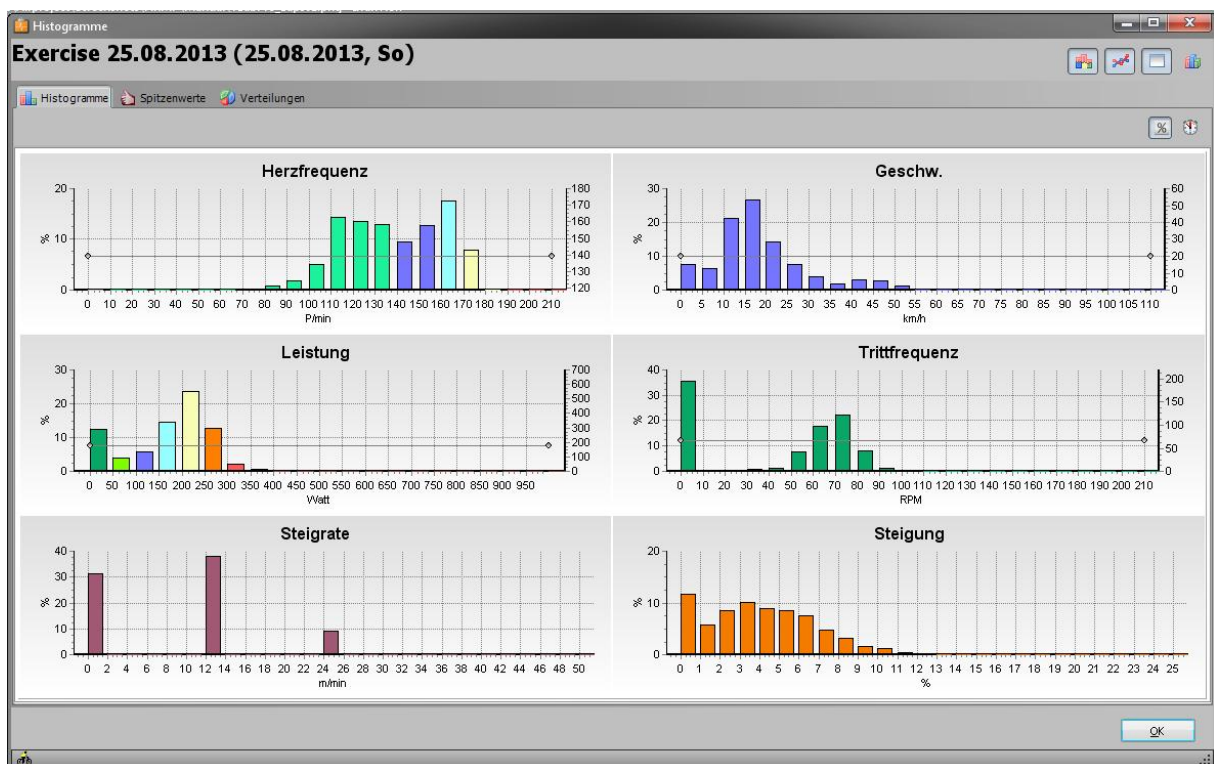 Histogramme
Exercise 25.08.2013 (25.08.2013, So)
Histogramme Spitzenwerte Verteilungen
%
Herzfrequenz
20 10 0
%
180 170 160 150 140 130 120
0 10 20 30 40 50 60 70 80 90 100 110 120 130 140 150 160 170 180 190 200 210
P/min
Geschw.
30 20 10 0
%
60 50 40 30 20 10 0
0 5 10 15 20 25 30 35 40 45 50 55 60 65 70 75 80 85 90 95 100 105 110
km/h
Leistung
30 20 10 0
%
700 600 500 400 300 200 100 0
0 50 100 150 200 250 300 350 400 450 500 550 600 650 700 750 800 850 900 950
Watt
Trittfrequenz
40 30 20 10 0
%
200 150 100 50 0
0 10 20 30 40 50 60 70 80 90 100 110 120 130 140 150 160 170 180 190 200 210
RPM
Steigrate
40 30 20 10 0
%
0 2 4 6 8 10 12 14 16 18 20 22 24 26 28 30 32 34 36 38 40 42 44 46 48 50
m/min
Steigung
20 10 0
%
0 1 2 3 4 5 6 7 8 9 10 11 12 13 14 15 16 17 18 19 20 21 22 23 24 25
%
OK